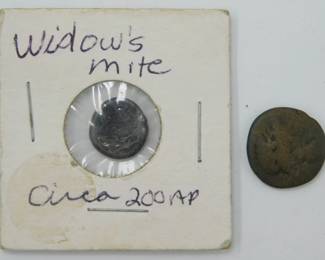 Widow's
mite
Circa 200 AD